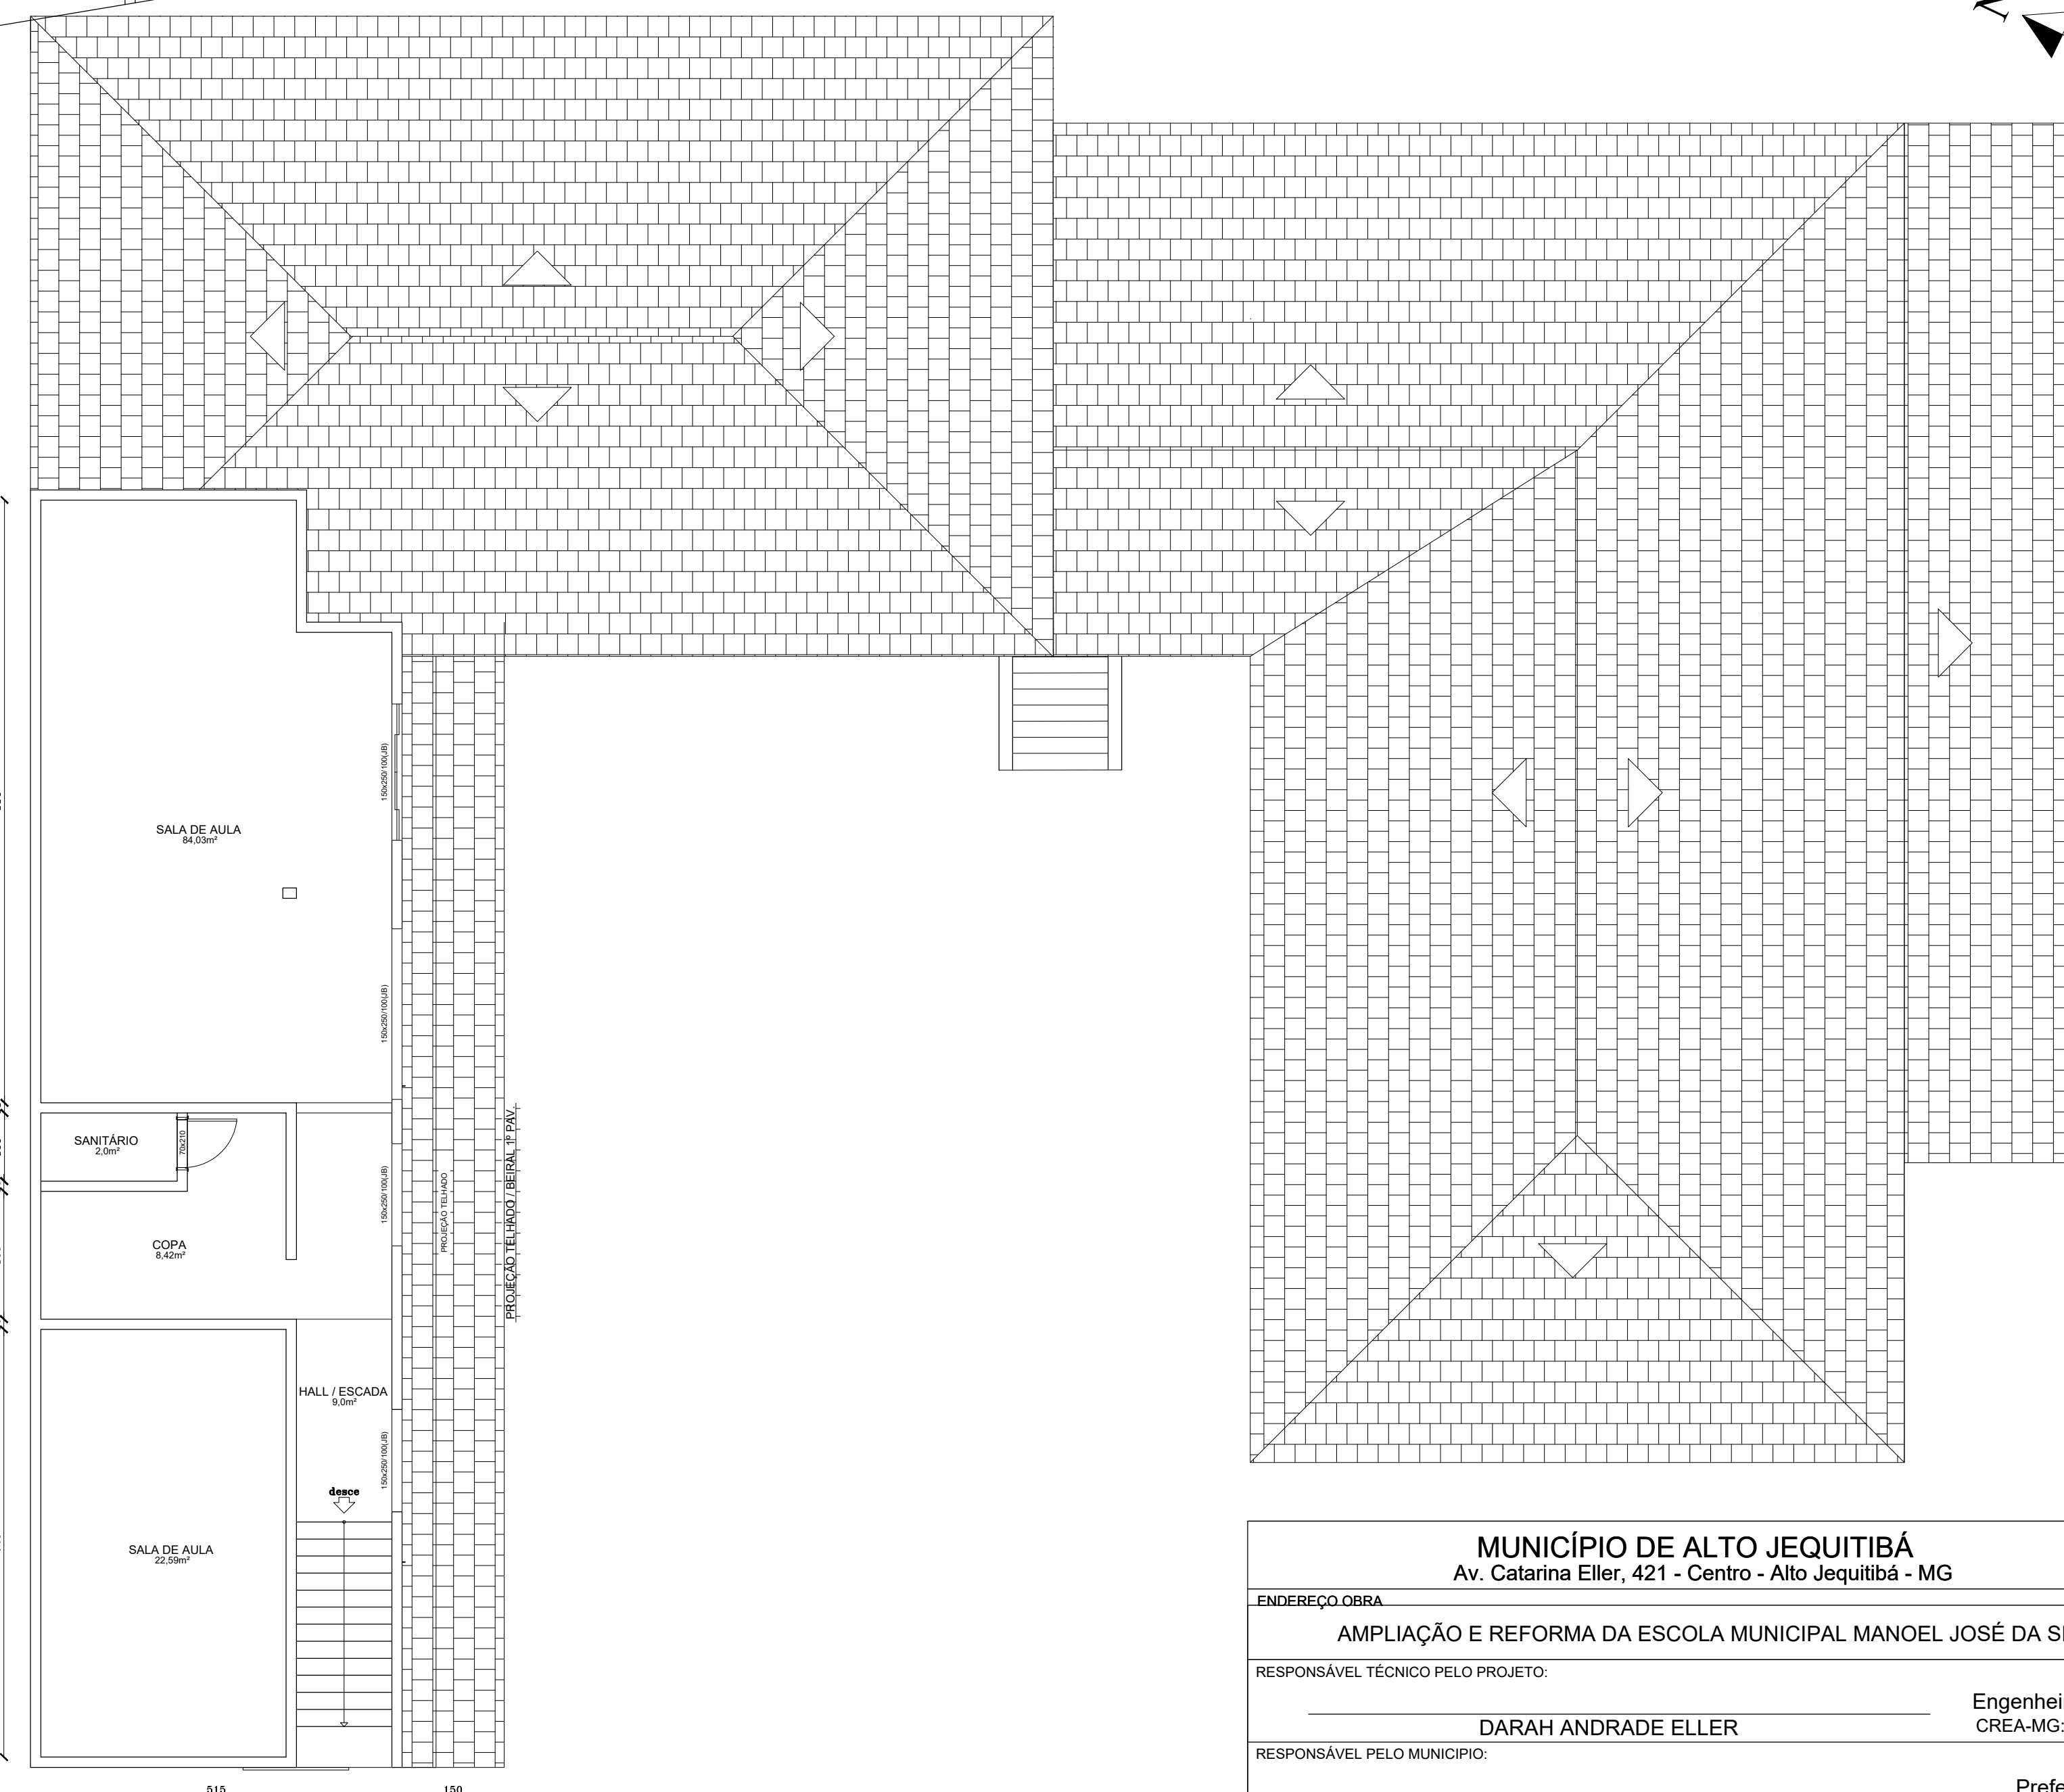 150x250/100(JB)
SALA DE AULA
84,03m²
150x250/100(JB)
SANITÁRIO
2,0m²
70x210
150x250/100(JB)
PROJEÇÃO TELHADO
PROJEÇÃO TELHADO / BEIRAL 1º PAV.
COPA
8,42m²
HALL / ESCADA
9,0m²
150x250/100(JB)
desce
SALA DE AULA
22,59m²
515
150
MUNICÍPIO DE ALTO JEQUITIBÁ
Av. Catarina Eller, 421 - Centro - Alto Jequitibá - MG
ENDEREÇO OBRA
AMPLIAÇÃO E REFORMA DA ESCOLA MUNICIPAL MANOEL JOSÉ DA
RESPONSÁVEL TÉCNICO PELO PROJETO:
DARAH ANDRADE ELLER
CREA-MG:
RESPONSÁVEL PELO MUNICIPIO: